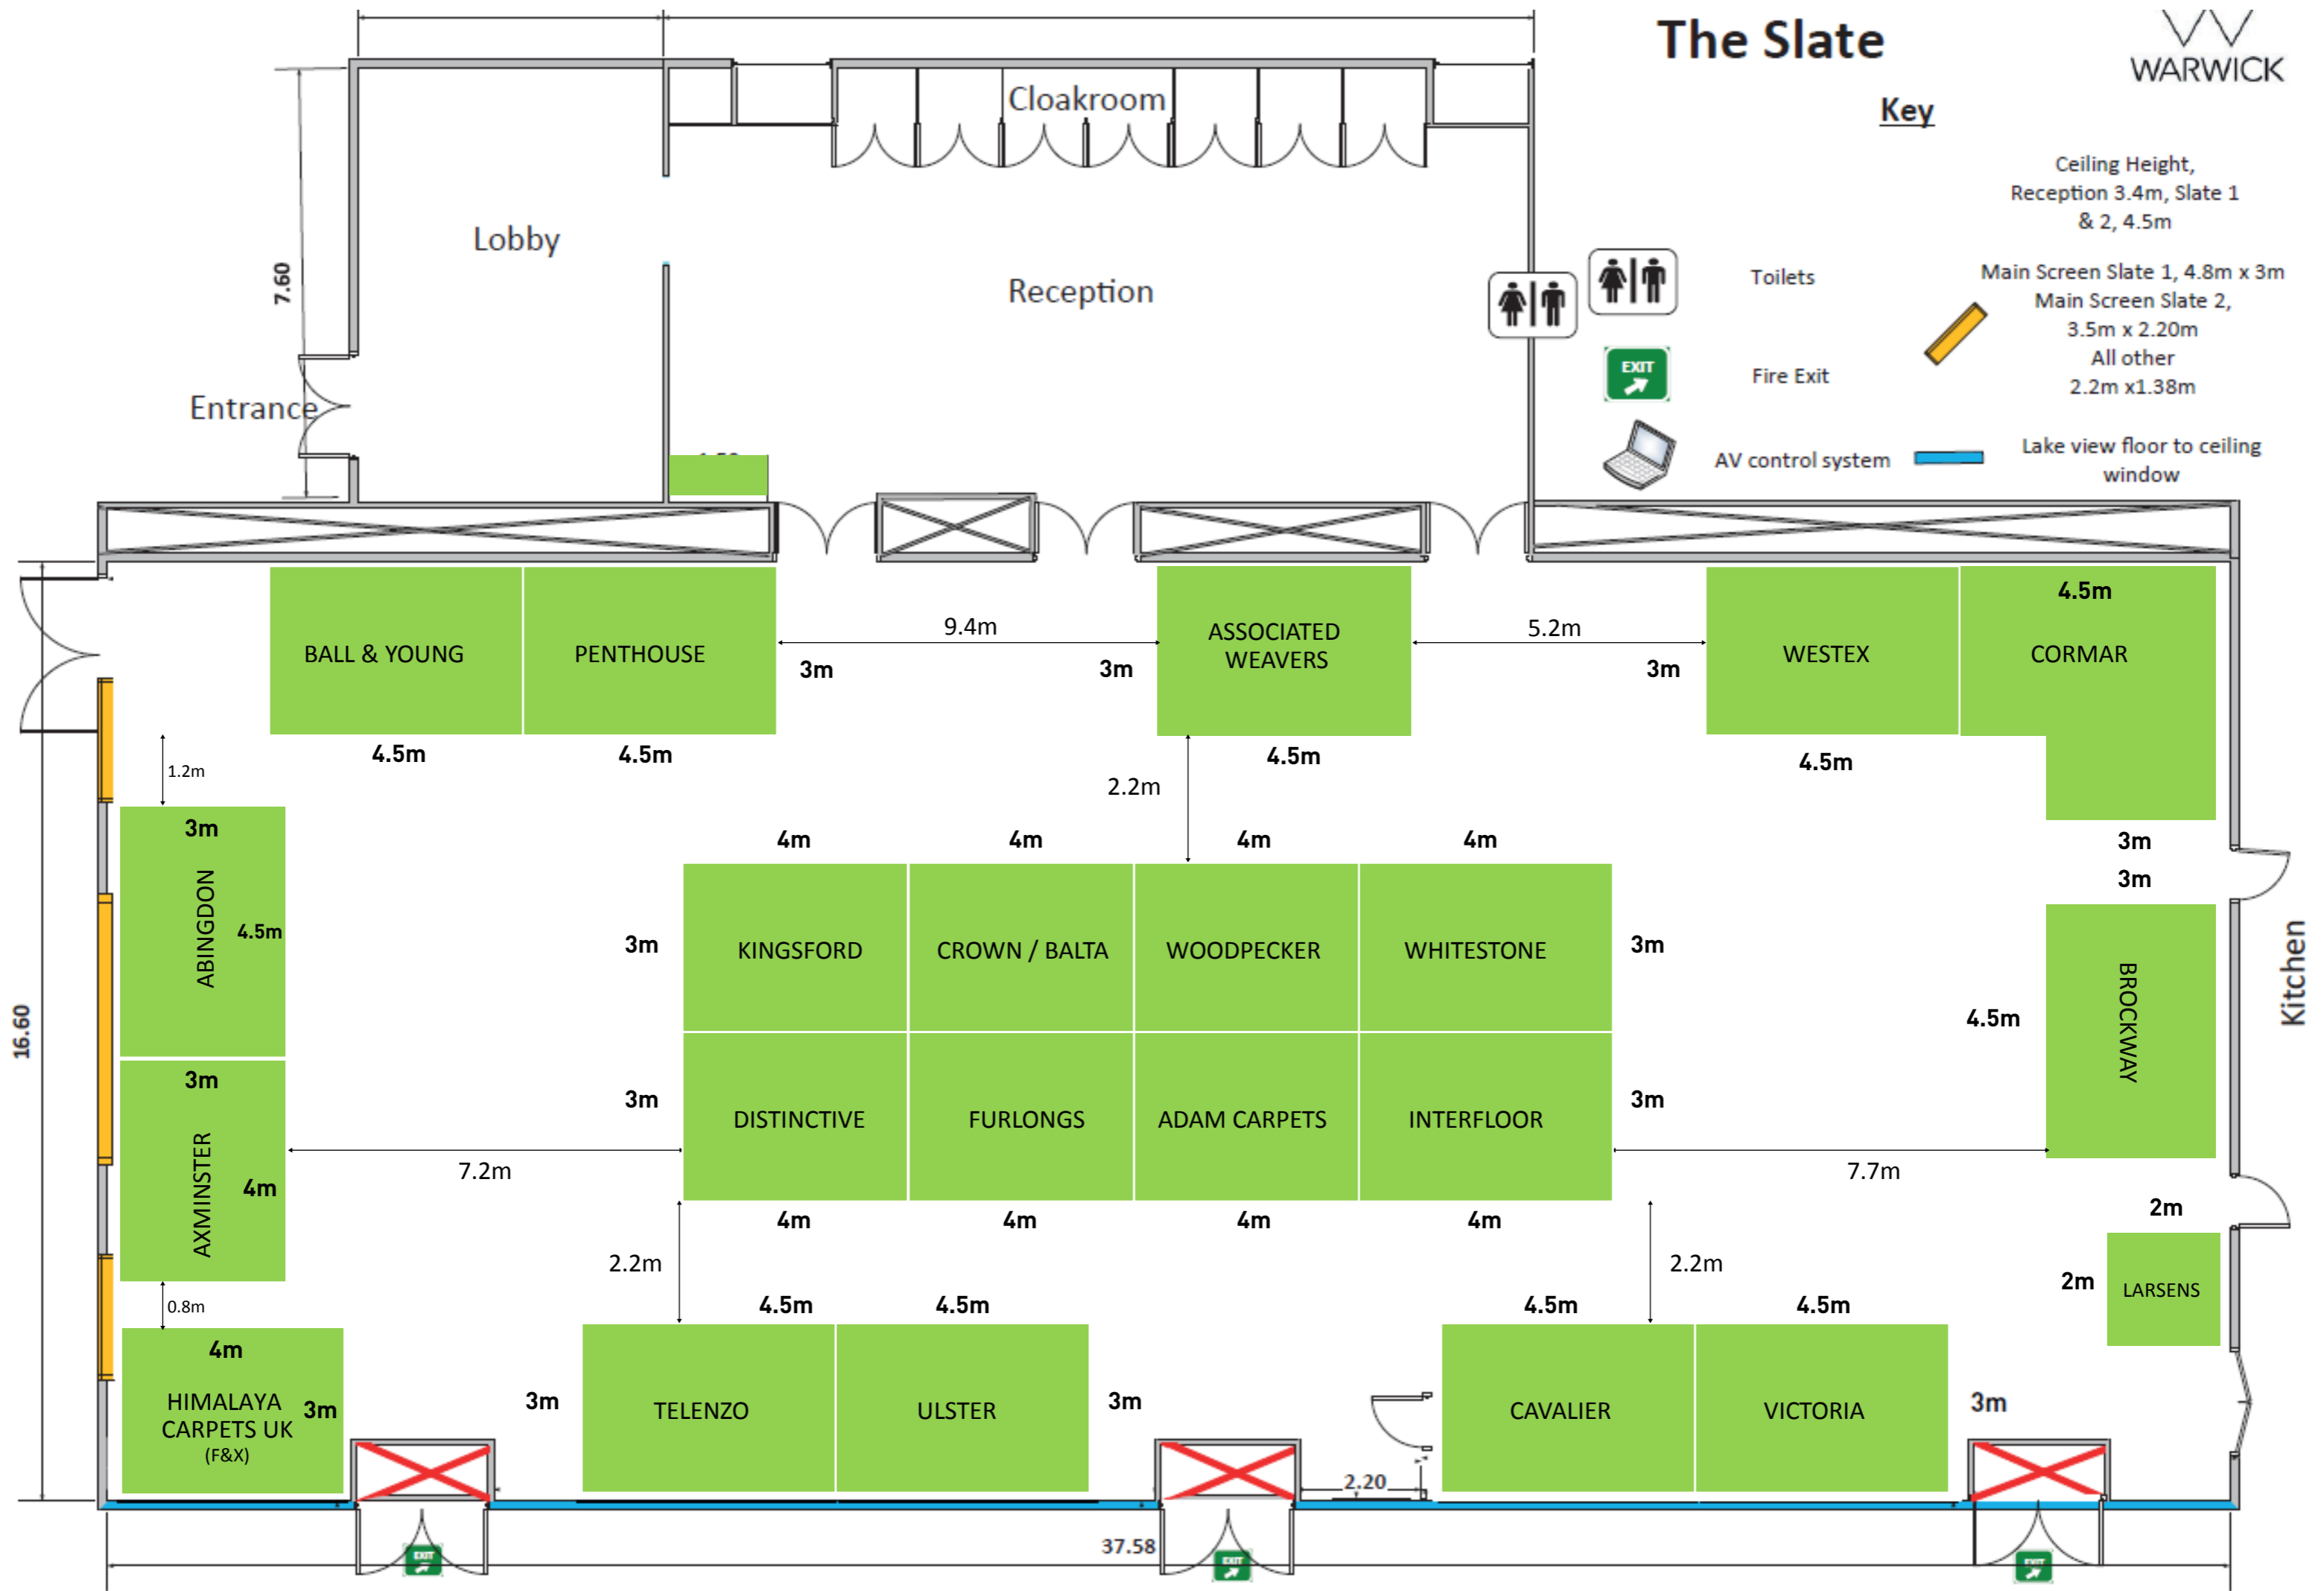 The Slate
WARWICK
Key
Cloakroom
Ceiling Height,
Reception 3.4m, Slate 1
& 2, 4.5m
Lobby
Reception
7.60
Toilets
Main Screen Slate 1, 4.8m x 3m
Main Screen Slate 2,
3.5m x 2.20m
All other
2.2m x1.38m
EXIT
Fire Exit
Entrance
AV control system
Lake view floor to ceiling
window
4.5m
BALL & YOUNG
PENTHOUSE
9.4m
ASSOCIATED
WEAVERS
5.2m
WESTEX
CORMAR
3m
3m
3m
4.5m
4.5m
4.5m
4.5m
1.2m
2.2m
3m
4m
4m
4m
4m
3m
3m
ABINGDON
4.5m
3m
KINGSFORD
CROWN / BALTA
WOODPECKER
WHITESTONE
3m
BROCKWAY
4.5m
Kitchen
16.60
3m
AXMINSTER
4m
3m
DISTINCTIVE
FURLONGS
ADAM CARPETS
INTERFLOOR
3m
7.2m
7.7m
4m
4m
4m
4m
2m
2.2m
2.2m
2m
LARSENS
0.8m
4.5m
4.5m
4.5m
4.5m
4m
HIMALAYA
CARPETS UK
(F&X)
3m
3m
TELENZO
ULSTER
3m
CAVALIER
VICTORIA
3m
2.20
37.58
EXIT
EXIT
EXIT